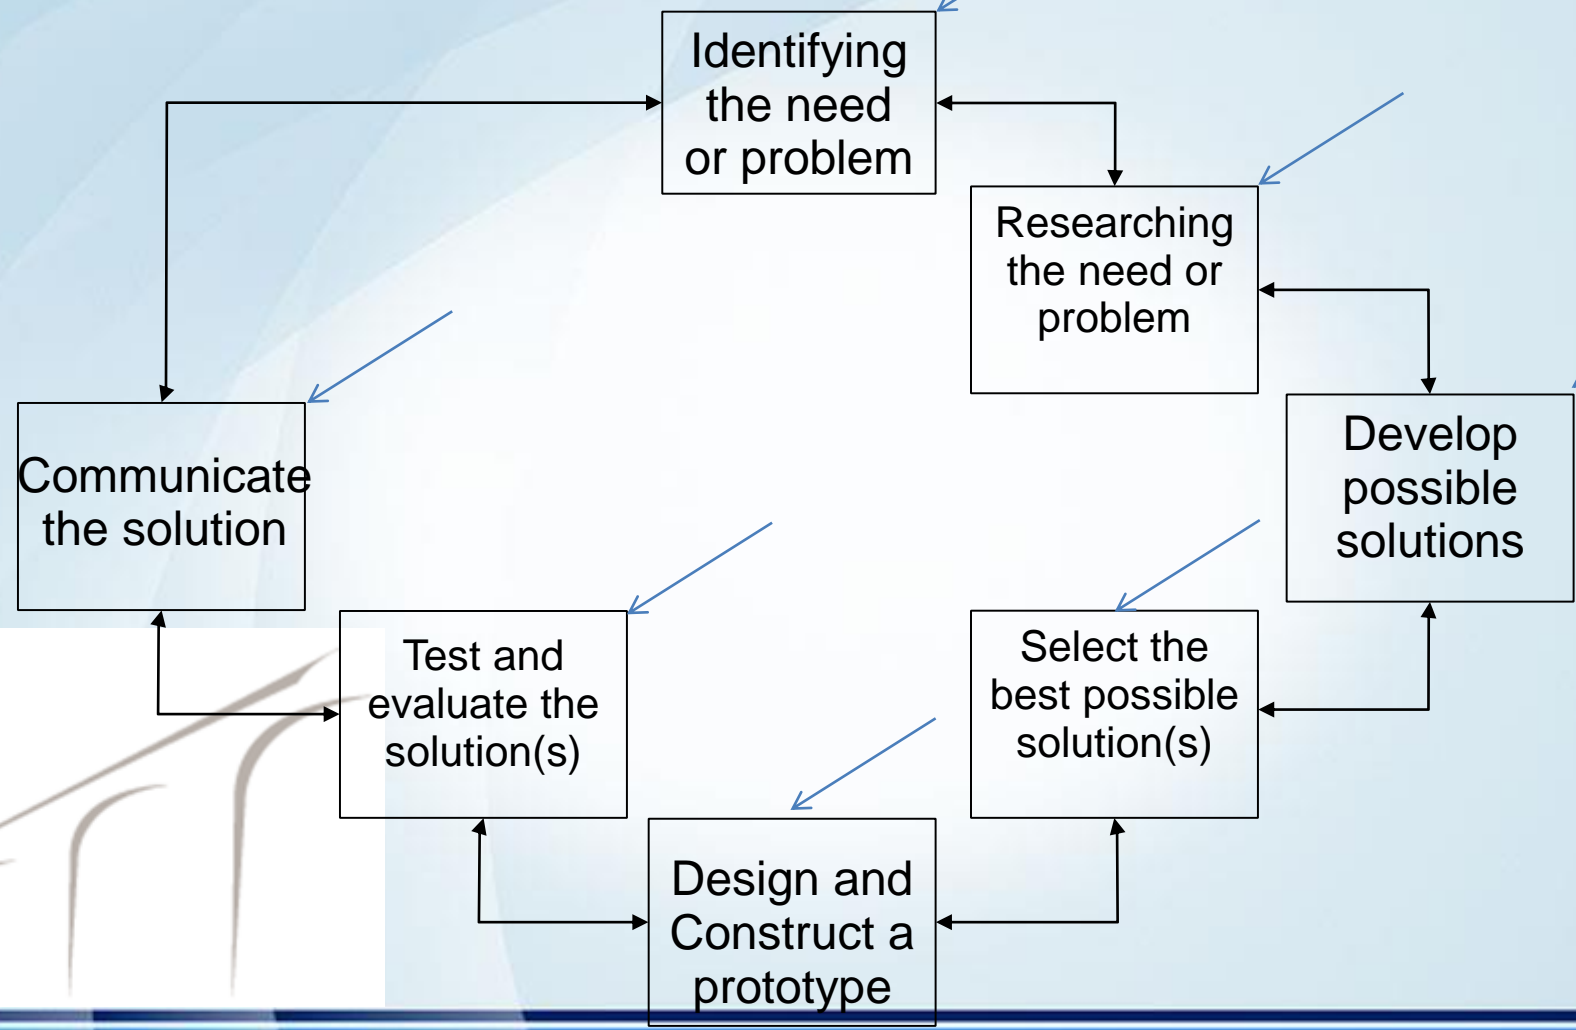 Identifying
the need
or problem
Researching
the need or
problem
Develop
possible
solutions
Select the
best possible
solution(s)
Design and
Construct a
prototype
Test and
evaluate the
solution(s)
Communicate
the solution